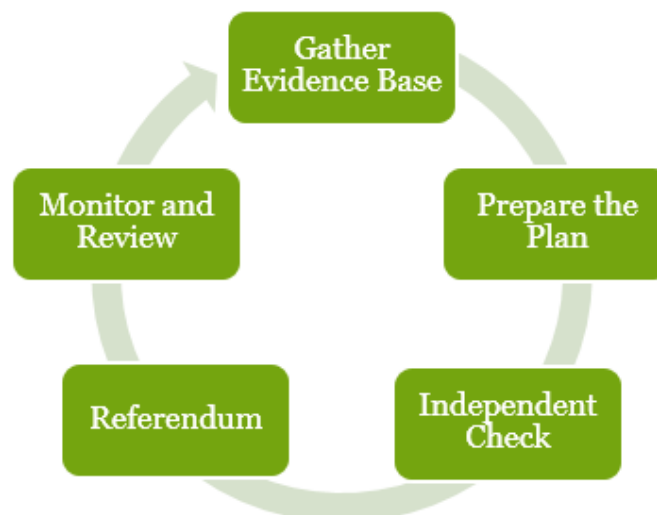 Gather
Evidence Base
Prepare the
Plan
Independent
Check
Referendum
Monitor and
Review